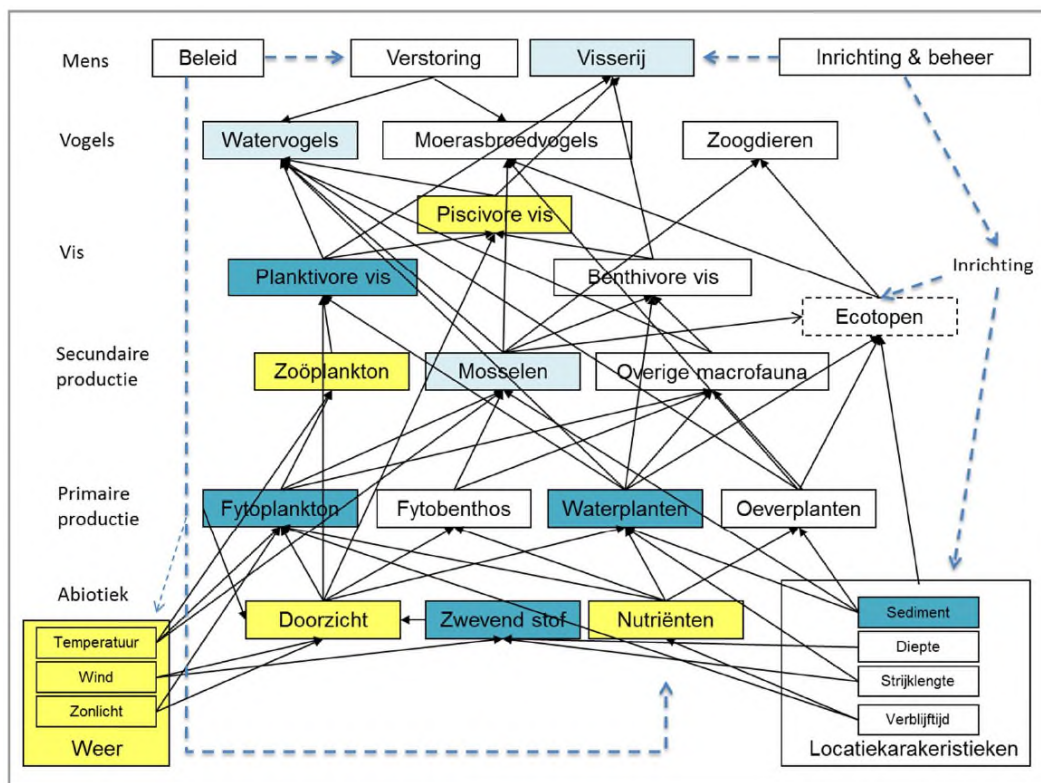 Mens
Beleid
Verstoring
Visserij
Inrichting & beheer
Vogels
Watervogels
Moerasbroedvogels
Zoogdieren
Piscivore vis
Vis
Planktivore vis
Benthivore vis
Inrichting
Ecotopen
Secundaire
productie
Zoöplankton
Mosselen
Overige macrofauna
Primaire
productie
Fytoplankton
Fytobenthos
Waterplanten
Oeverplanten
Abiotiek
Doorzicht
Zwevend stof
Nutriënten
Sediment
Temperatuur
Diepte
Wind
Strijklengte
Zonlicht
Verblijftijd
Weer
Locatiekarakeristieken